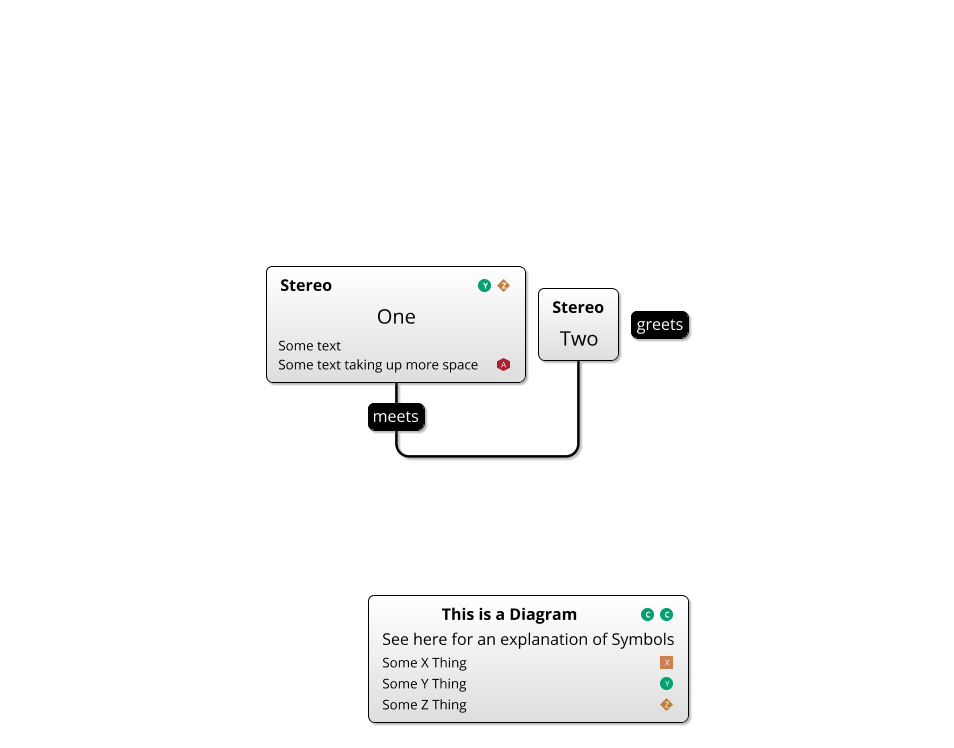 Stereo Y Z
One
Some text
Some text taking up more space A
Stereo
Two
greets
meets
This is a Diagram C C
See here for an explanation of Symbols
Some X Thing X
Some Y Thing Y
Some Z Thing Z